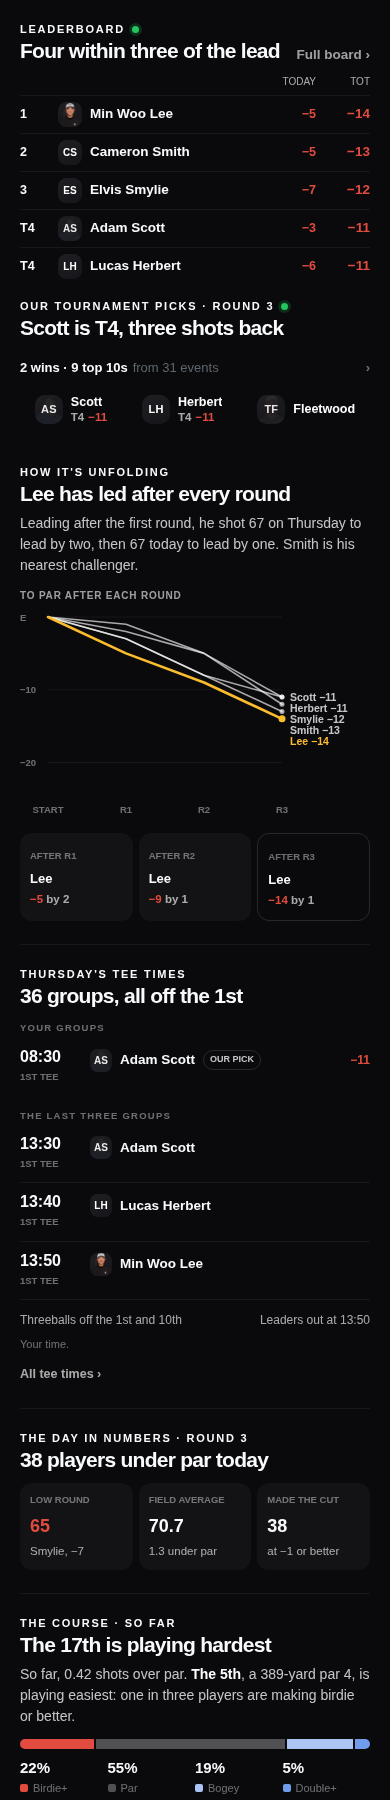 LEADERBOARD
Four within three of the lead Full board ›
TODAY TOT
1 Min Woo Lee −5 −14
2 CS Cameron Smith −5 −13
3 ES Elvis Smylie −7 −12
T4 AS Adam Scott −3 −11
T4 LH Lucas Herbert −6 −11
OUR TOURNAMENT PICKS · ROUND 3
Scott is T4, three shots back
2 wins · 9 top 10s from 31 events ›
AS Scott T4 −11
LH Herbert T4 −11
TF Fleetwood
HOW IT'S UNFOLDING
Lee has led after every round
Leading after the first round, he shot 67 on Thursday to
lead by two, then 67 today to lead by one. Smith is his
nearest challenger.
TO PAR AFTER EACH ROUND
E
−10
−20
Scott −11
Herbert −11
Smylie −12
Smith −13
Lee −14
START R1 R2 R3
AFTER R1
Lee
−5 by 2
AFTER R2
Lee
−9 by 1
AFTER R3
Lee
−14 by 1
THURSDAY'S TEE TIMES
36 groups, all off the 1st
YOUR GROUPS
08:30 AS Adam Scott OUR PICK −11
1ST TEE
THE LAST THREE GROUPS
13:30 AS Adam Scott
1ST TEE
13:40 LH Lucas Herbert
1ST TEE
13:50 Min Woo Lee
1ST TEE
Threeballs off the 1st and 10th Leaders out at 13:50
Your time.
All tee times ›
THE DAY IN NUMBERS · ROUND 3
38 players under par today
LOW ROUND
65
Smylie, −7
FIELD AVERAGE
70.7
1.3 under par
MADE THE CUT
38
at −1 or better
THE COURSE · SO FAR
The 17th is playing hardest
So far, 0.42 shots over par. The 5th, a 389-yard par 4, is
playing easiest: one in three players are making birdie
or better.
22% 55% 19% 5%
Birdie+ Par Bogey Double+